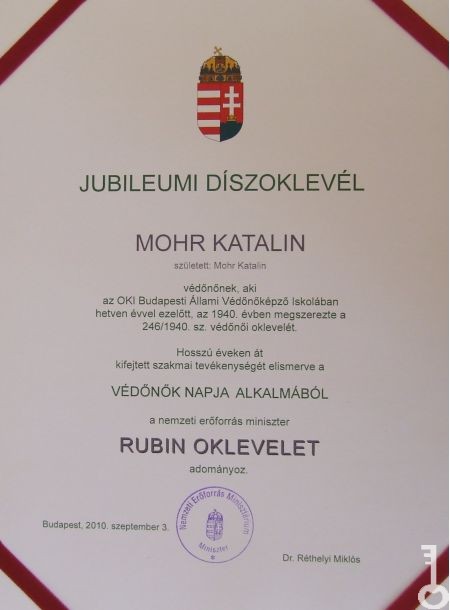 JUBILEUMI DÍSZOKLEVÉL
MOHR KATALIN
született: Mohr Katalin
védőnőnek, aki
az OKI Budapesti Állami Védőnőképző Iskolában
hetven évvel ezelőtt, az 1940. évben megszerezte a
246/1940. sz. védőnői oklevelét.
Hosszú éveken át
kifejtett szakmai tevékenységét elismerve a
VÉDŐNŐK NAPJA ALKALMÁBÓL
a nemzeti erőforrás miniszter
RUBIN OKLEVELET
adományoz.
Nemzeti Erőforrás Minisztérium
Miniszter
Budapest, 2010. szeptember 3.
Dr. Réthelyi Miklós